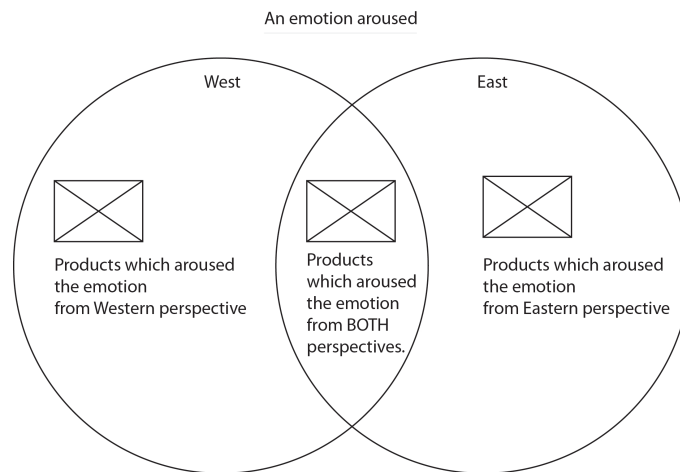 An emotion aroused
West
East
Products which aroused
the emotion
from Western perspective
Products
which aroused
the emotion
from BOTH
perspectives.
Products which aroused
the emotion
from Eastern perspective